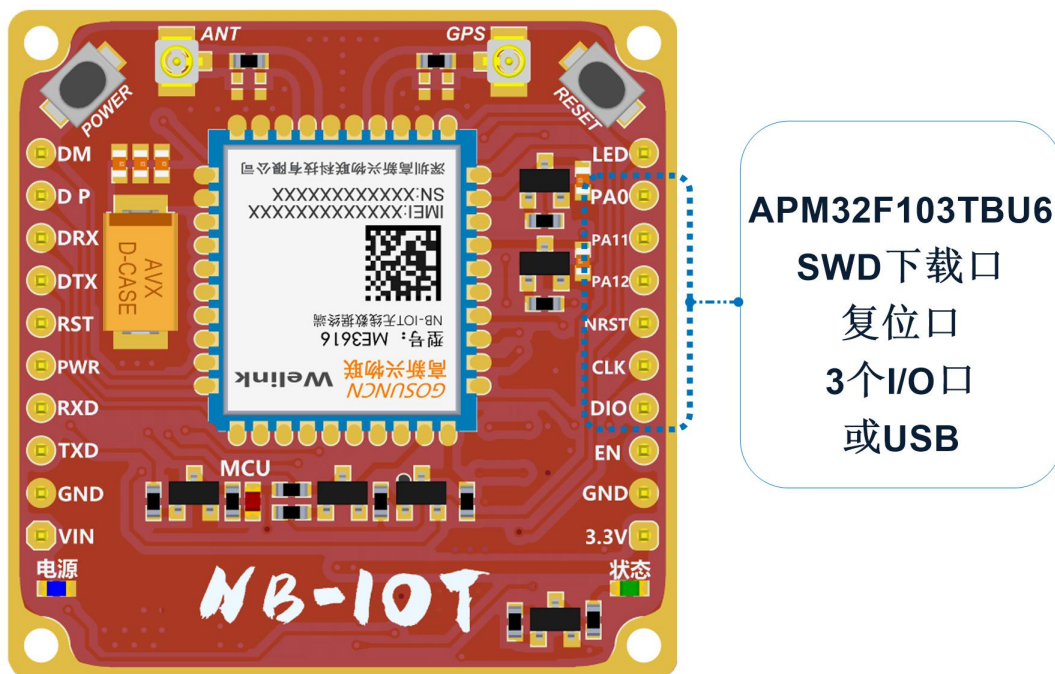 ANT
GPS
POWER
RESET
DM
D P
DRX
DTX
RST
PWR
RXD
TXD
GND
VIN
电源
AVX
D-CASE
深圳高新兴物联科技有限公司
SN:XXXXXXXXXXXXXX
IMEI:XXXXXXXXXXXXXXX
NB-IOT无线数据终端
型号：ME3616
GOSUNCN
高新兴物联 Welink
MCU
NB-IOT
LED
PA0
PA11
PA12
NRST
CLK
DIO
EN
GND
3.3V
状态
APM32F103TBU6
SWD下载口
复位口
3个I/O口
或USB